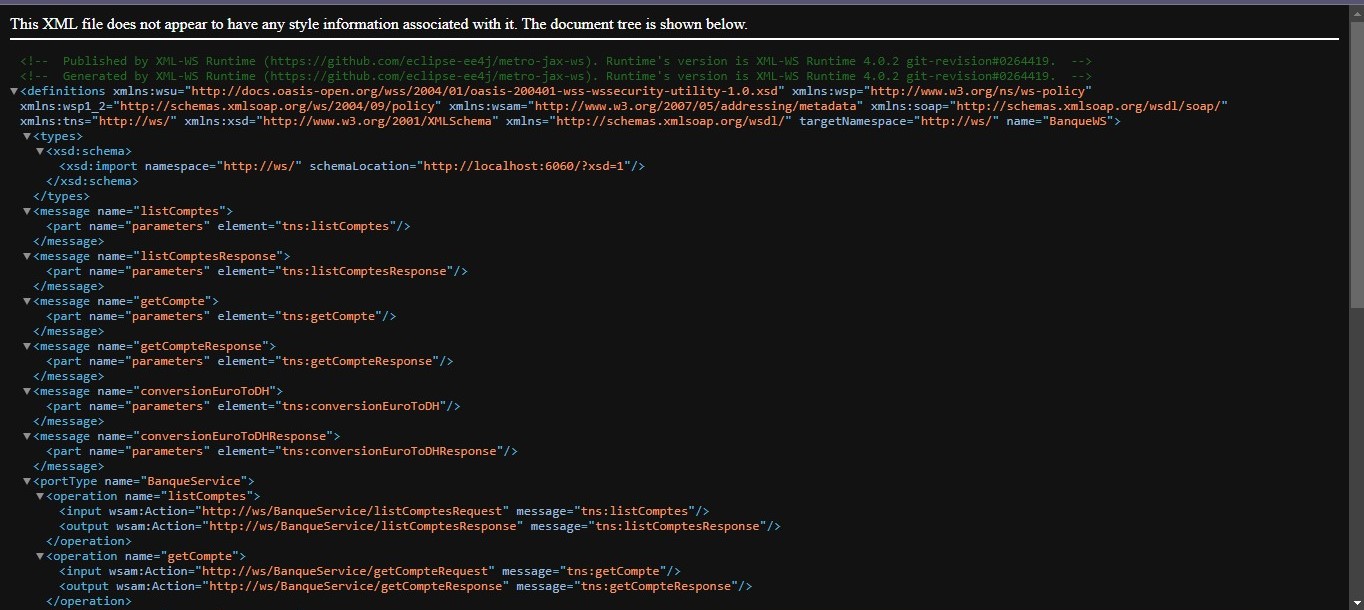 This XML file does not appear to have any style information associated with it. The document tree is shown below.
<!-- Published by XML-WS Runtime (https://github.com/eclipse-ee4j/metro-jax-ws). Runtime's version is XML-WS Runtime 4.0.2 git-revision#0264419. -->
<!-- Generated by XML-WS Runtime (https://github.com/eclipse-ee4j/metro-jax-ws). Runtime's version is XML-WS Runtime 4.0.2 git-revision#0264419. -->
▼<definitions xmlns:wsu="http://docs.oasis-open.org/wss/2004/01/oasis-200401-wss-wssecurity-utility-1.0.xsd" xmlns:wsp="http://www.w3.org/ns/ws-policy"
xmlns:wsp1_2="http://schemas.xmlsoap.org/ws/2004/09/policy" xmlns:wsam="http://www.w3.org/2007/05/addressing/metadata" xmlns:soap="http://schemas.xmlsoap.org/wsdl/soap/"
xmlns:tns="http://ws/" xmlns:xsd="http://www.w3.org/2001/XMLSchema" xmlns="http://schemas.xmlsoap.org/wsdl/" targetNamespace="http://ws/" name="BanqueWS">
▼<types>
▼<xsd:schema>
<xsd:import namespace="http://ws/" schemaLocation="http://localhost:6060/?xsd=1"/>
</xsd:schema>
</types>
▼<message name="listComptes">
<part name="parameters" element="tns:listComptes"/>
</message>
▼<message name="listComptesResponse">
<part name="parameters" element="tns:listComptesResponse"/>
</message>
▼<message name="getCompte">
<part name="parameters" element="tns:getCompte"/>
</message>
▼<message name="getCompteResponse">
<part name="parameters" element="tns:getCompteResponse"/>
</message>
▼<message name="conversionEuroToDH">
<part name="parameters" element="tns:conversionEuroToDH"/>
</message>
▼<message name="conversionEuroToDHResponse">
<part name="parameters" element="tns:conversionEuroToDHResponse"/>
</message>
▼<portType name="BanqueService">
▼<operation name="listComptes">
<input wsam:Action="http://ws/BanqueService/listComptesRequest" message="tns:listComptes"/>
<output wsam:Action="http://ws/BanqueService/listComptesResponse" message="tns:listComptesResponse"/>
</operation>
▼<operation name="getCompte">
<input wsam:Action="http://ws/BanqueService/getCompteRequest" message="tns:getCompte"/>
<output wsam:Action="http://ws/BanqueService/getCompteResponse" message="tns:getCompteResponse"/>
</operation>